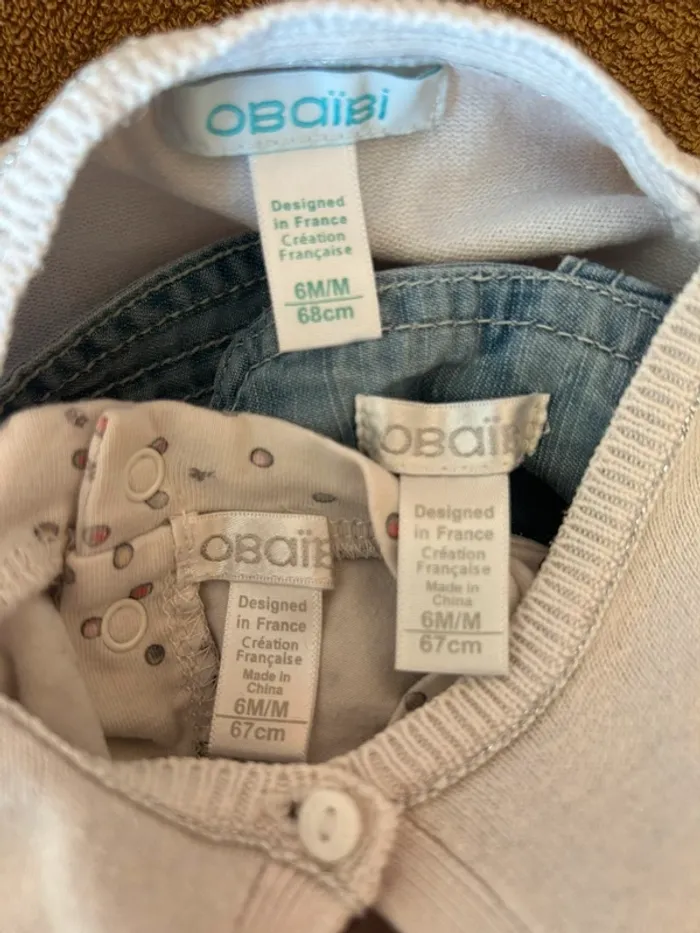 OBaïBi
Designed
in France
Création
Française
6M/M
68cm
OBaïBi
Designed
in France
Création
Française
Made in
China
6M/M
67cm
OBaïBi
Designed
in France
Création
Française
Made in
China
6M/M
67cm